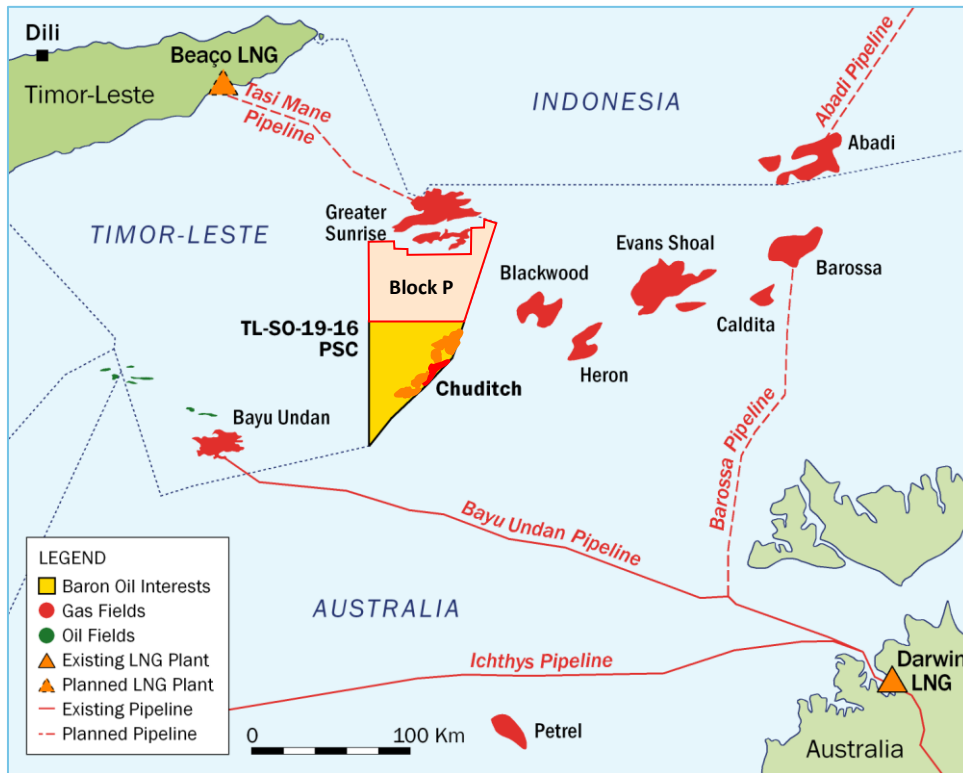 Dili
Beaço LNG
Timor-Leste
Tasi Mane
Pipeline
INDONESIA
Abadi Pipeline
Abadi
Greater
Sunrise
TIMOR-LESTE
Evans Shoal
Barossa
Blackwood
Block P
Caldita
TL-SO-19-16
PSC
Heron
Chuditch
Bayu Undan
Barossa Pipeline
Bayu Undan Pipeline
LEGEND
Baron Oil Interests
Gas Fields
Oil Fields
Existing LNG Plant
Planned LNG Plant
Existing Pipeline
Planned Pipeline
AUSTRALIA
Ichthys Pipeline
Darwin
LNG
Petrel
0
100 Km
Australia